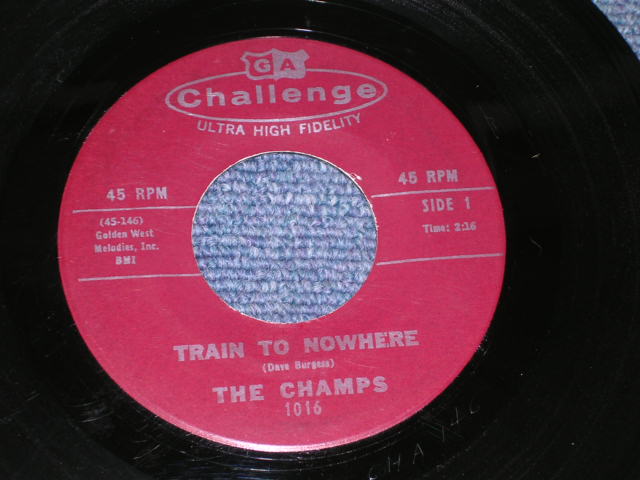 GA
Challenge
ULTRA HIGH FIDELITY
45 RPM
45 RPM
(45-146)
Golden West
Melodies, Inc.
BMI
SIDE 1
Time: 2:16
TRAIN TO NOWHERE
(Dave Burgess)
THE CHAMPS
1016